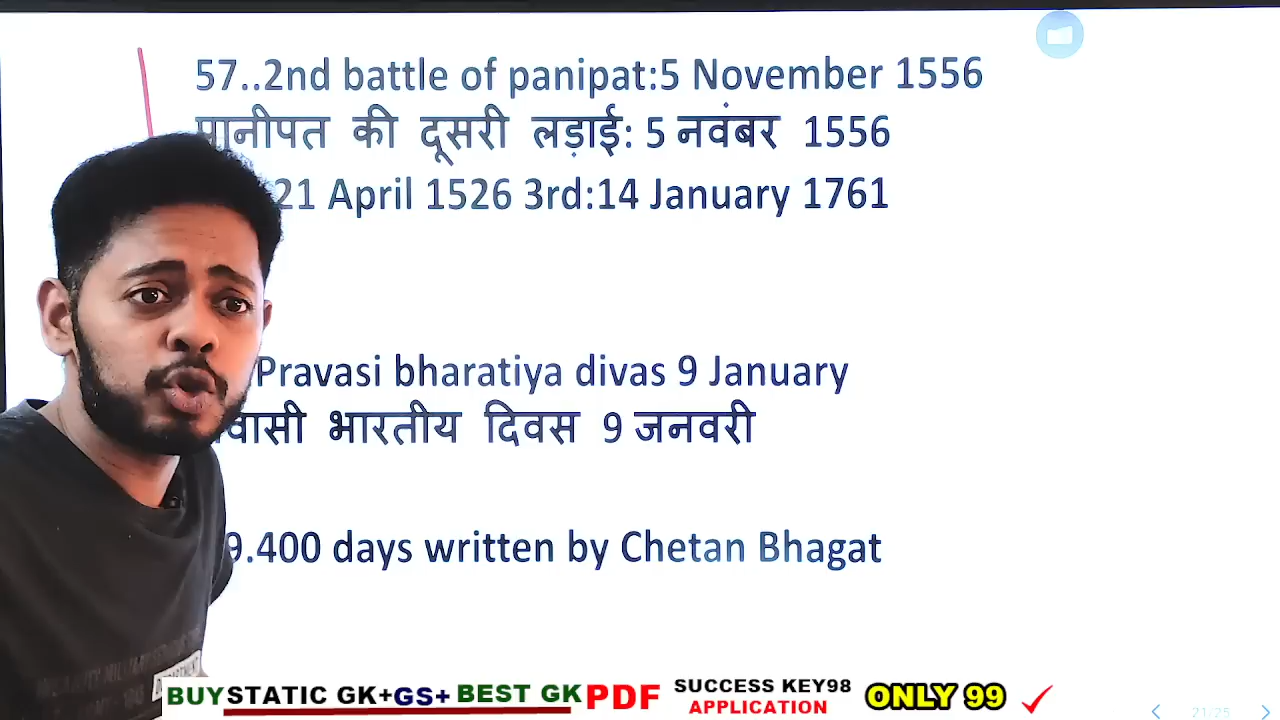 57..2nd battle of panipat:5 November 1556
पानीपत की दूसरी लड़ाई: 5 नवंबर 1556
21 April 1526 3rd:14 January 1761
Pravasi bharatiya divas 9 January
वासी भारतीय दिवस 9 जनवरी
9.400 days written by Chetan Bhagat
BUY STATIC GK+GS+ BEST GK PDF SUCCESS KEY98 APPLICATION ONLY 99
21/25